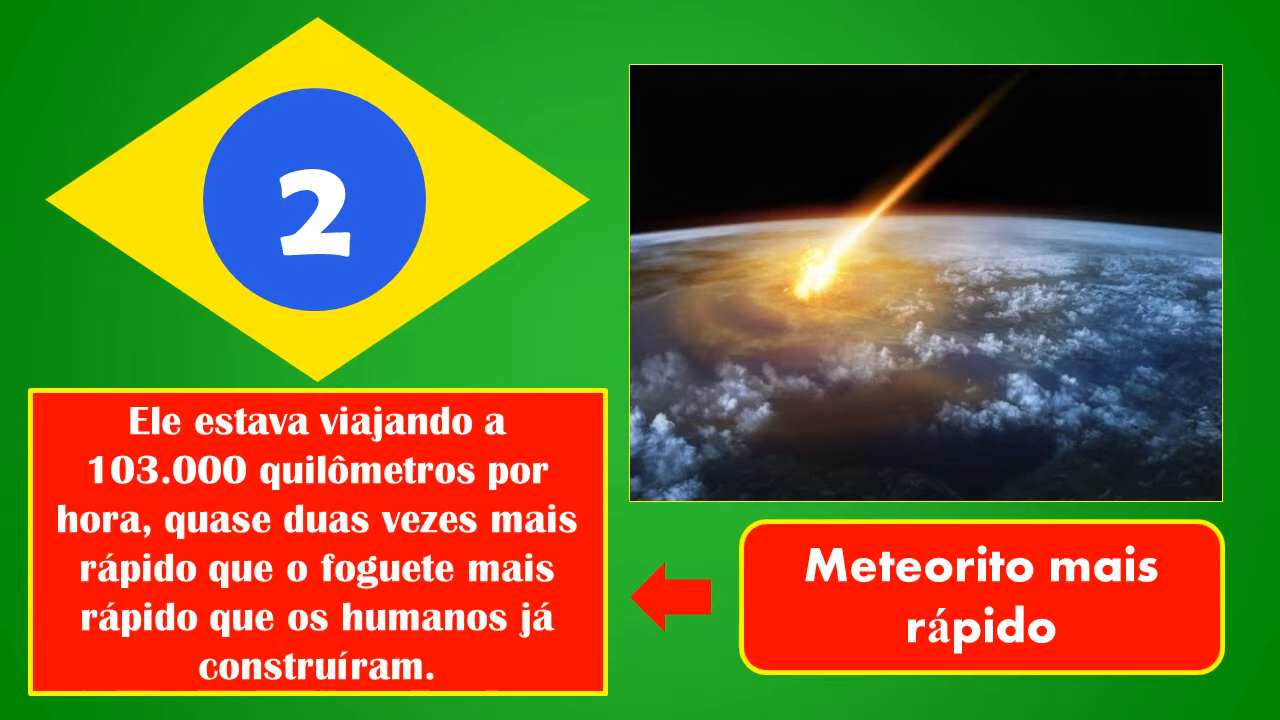 2
Ele estava viajando a
103.000 quilômetros por
hora, quase duas vezes mais
rápido que o foguete mais
rápido que os humanos já
construíram.
Meteorito mais
rápido